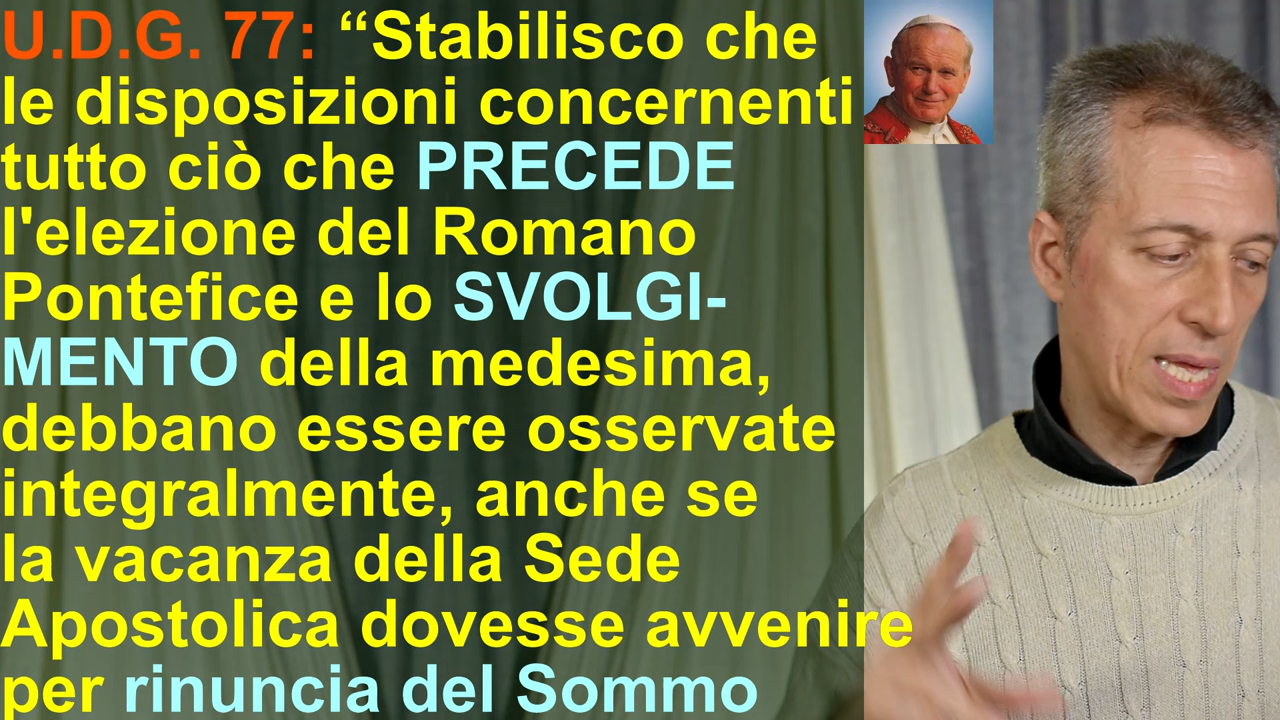 U.D.G. 77: “Stabilisco che
le disposizioni concernenti
tutto ciò che PRECEDE
l'elezione del Romano
Pontefice e lo SVOLGI-
MENTO della medesima,
debbano essere osservate
integralmente, anche se
la vacanza della Sede
Apostolica dovesse avvenire
per rinuncia del Sommo